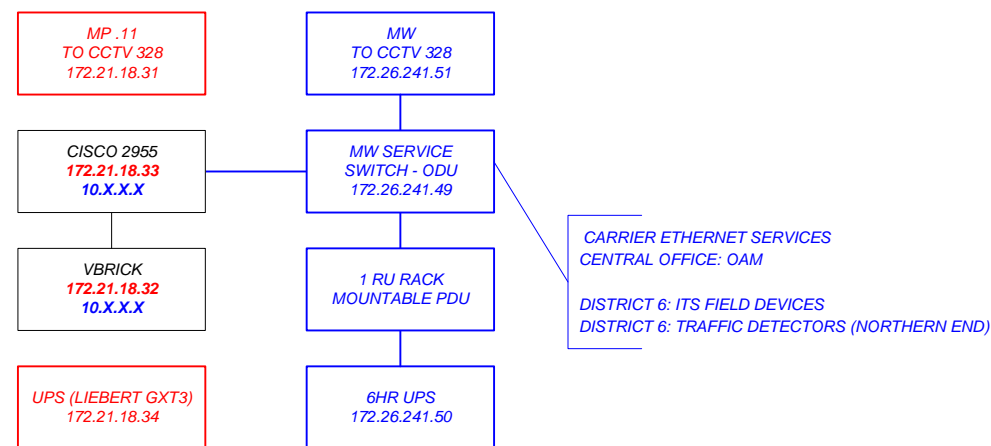 MP .11
TO CCTV 328
172.21.18.31
MW
TO CCTV 328
172.26.241.51
CISCO 2955
172.21.18.33
10.X.X.X
MW SERVICE
SWITCH - ODU
172.26.241.49
VBRICK
172.21.18.32
10.X.X.X
1 RU RACK
MOUNTABLE PDU
CARRIER ETHERNET SERVICES
CENTRAL OFFICE: OAM
DISTRICT 6: ITS FIELD DEVICES
DISTRICT 6: TRAFFIC DETECTORS (NORTHERN END)
UPS (LIEBERT GXT3)
172.21.18.34
6HR UPS
172.26.241.50